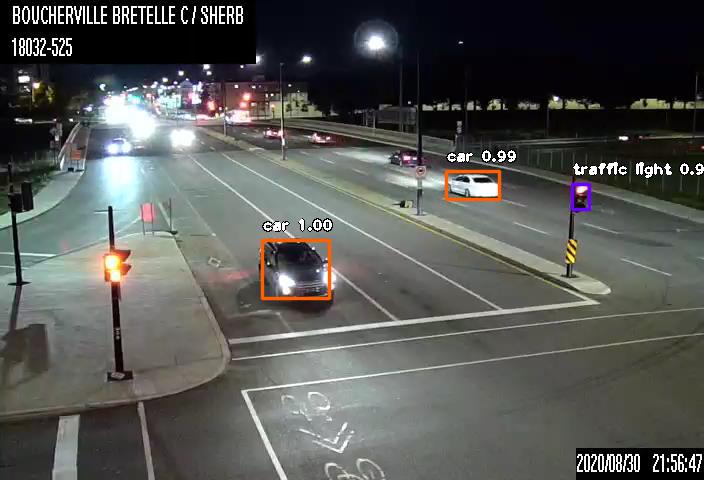 BOUCHERVILLE BRETELLE C / SHERB
18032-525
car 0.99
traffic light 0.9
car 1.00
2020/08/30 21:56:47